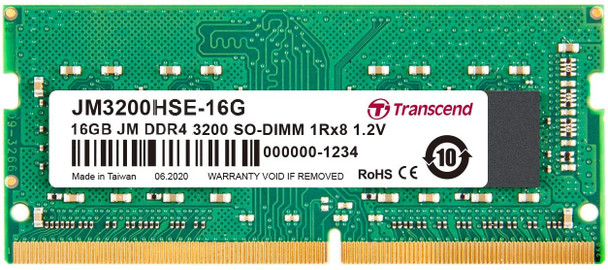 JM3200HSE-16G
Transcend
16GB JM DDR4 3200 SO-DIMM 1Rx8 1.2V
000000-1234
10
Made in Taiwan 06.2020 WARRANTY VOID IF REMOVED RoHS CE